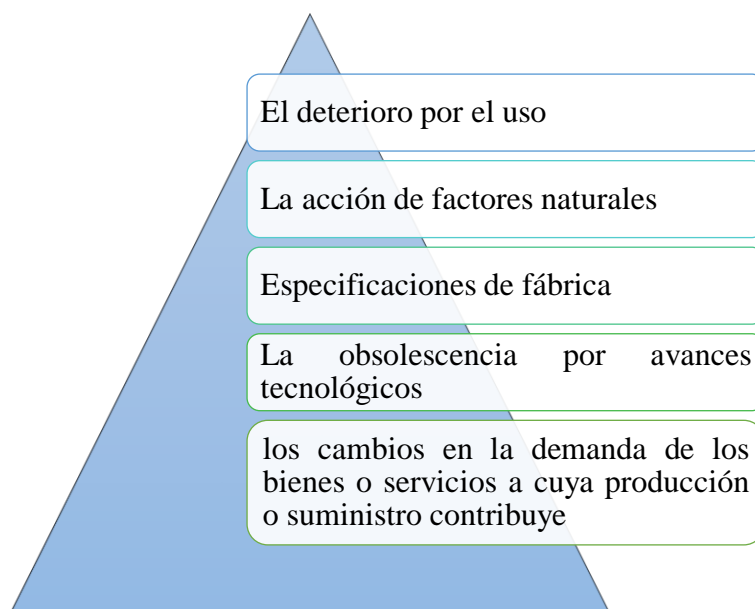 El deterioro por el uso
La acción de factores naturales
Especificaciones de fábrica
La obsolescencia por avances
tecnológicos
los cambios en la demanda de los
bienes o servicios a cuya producción
o suministro contribuye